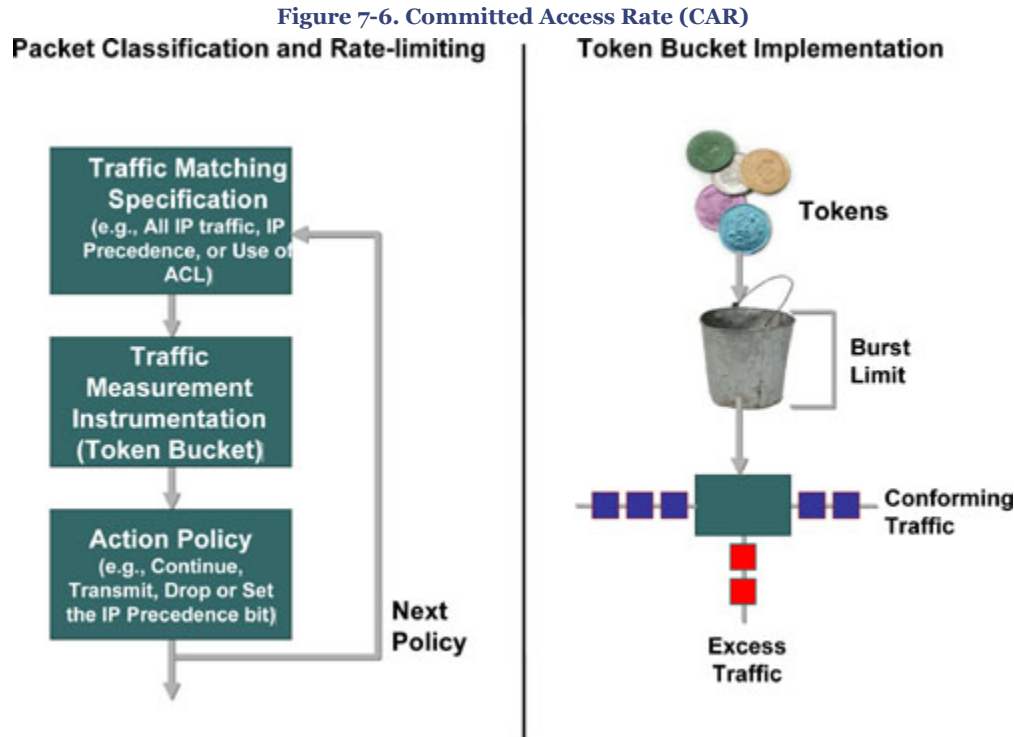 Figure 7-6. Committed Access Rate (CAR)
Packet Classification and Rate-limiting
Traffic Matching
Specification
(e.g., All IP traffic, IP
Precedence, or Use of
ACL)
Traffic
Measurement
Instrumentation
(Token Bucket)
Action Policy
(e.g., Continue,
Transmit, Drop or Set
the IP Precedence bit)
Next
Policy
Token Bucket Implementation
Tokens
Burst
Limit
Conforming
Traffic
Excess
Traffic